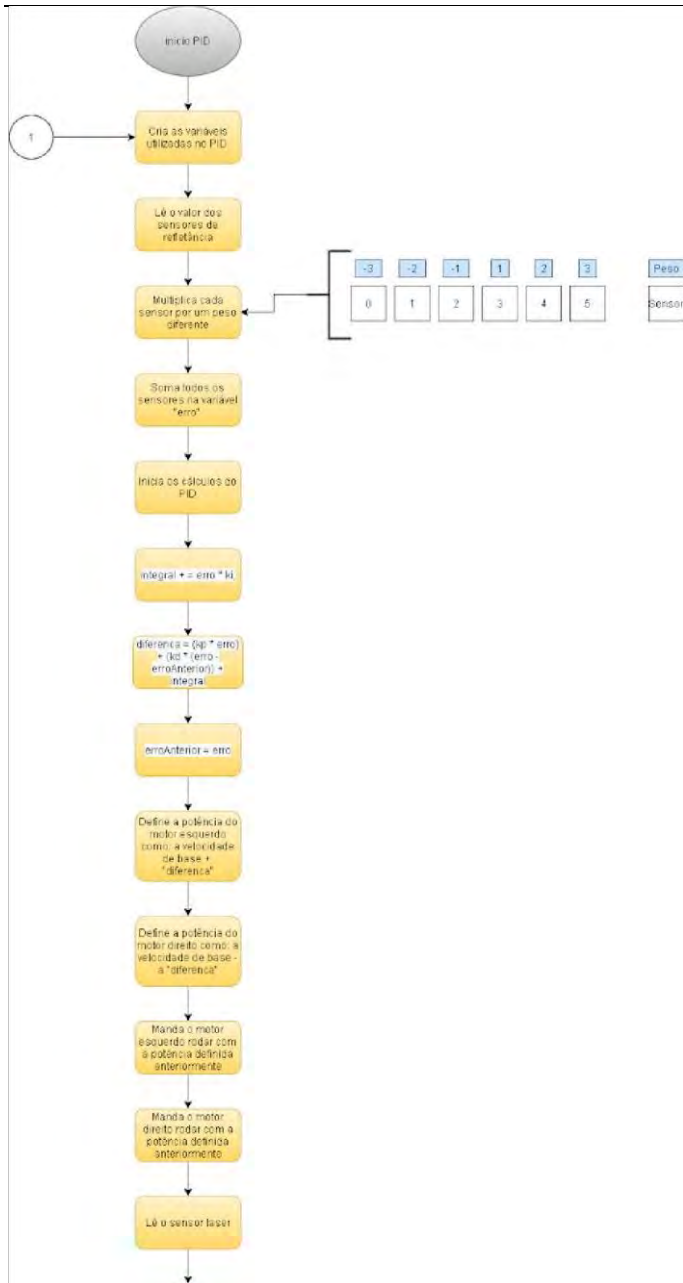 inicio PID
1
Cria as variáveis
utilizadas no PID
Lê o valor dos
sensores de
refletância
-3 -2 -1 1 2 3 Peso
0 1 2 3 4 5 Sensor
Multiplica cada
sensor por um peso
diferente
Soma todos os
sensores na variável
"erro"
Inicia os cálculos do
PID
integral + = erro * ki,
diferenca = (kp * erro)
+ (kd * (erro -
erroAnterior)) +
integral
erroAnterior = erro
Define a potência do
motor esquerdo
como: a velocidade
de base +
"diferenca"
Define a potência do
motor direito como: a
velocidade de base -
a "diferenca"
Manda o motor
esquerdo rodar com
a potência definida
anteriormente
Manda o motor
direito rodar com a
potência definida
anteriormente
Lê o sensor laser